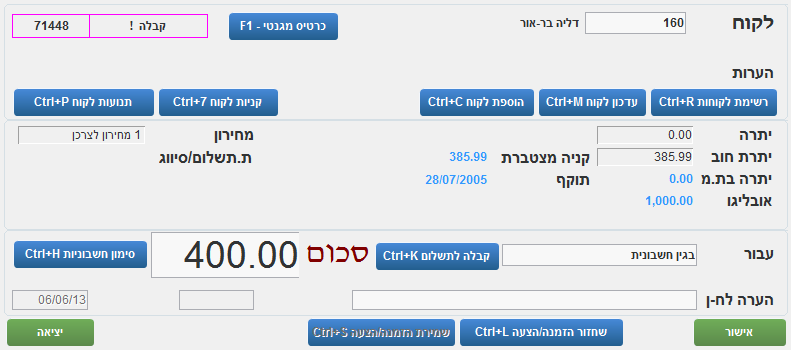 לקוח 160 דליה בר-אור כרטיס מגנטי - F1 קבלה ! 71448
הערות
רשימת לקוחות Ctrl+R עדכון לקוח Ctrl+M הוספת לקוח Ctrl+C קניות לקוח Ctrl+7 תנועות לקוח Ctrl+P
יתרה 0.00 מחירון 1 מחירון לצרכן
יתרת חוב 385.99 קניה מצטברת 385.99 ת.תשלום/סיווג
יתרה בת.מ 0.00 תוקף 28/07/2005
אובליגו 1,000.00
עבור בגין חשבונית קבלה לתשלום Ctrl+K סכום 400.00 סימון חשבוניות Ctrl+H
הערה לח-ן 06/06/13
אישור שחזור הזמנה/הצעה Ctrl+L שמירת הזמנה/הצעה Ctrl+S יציאה